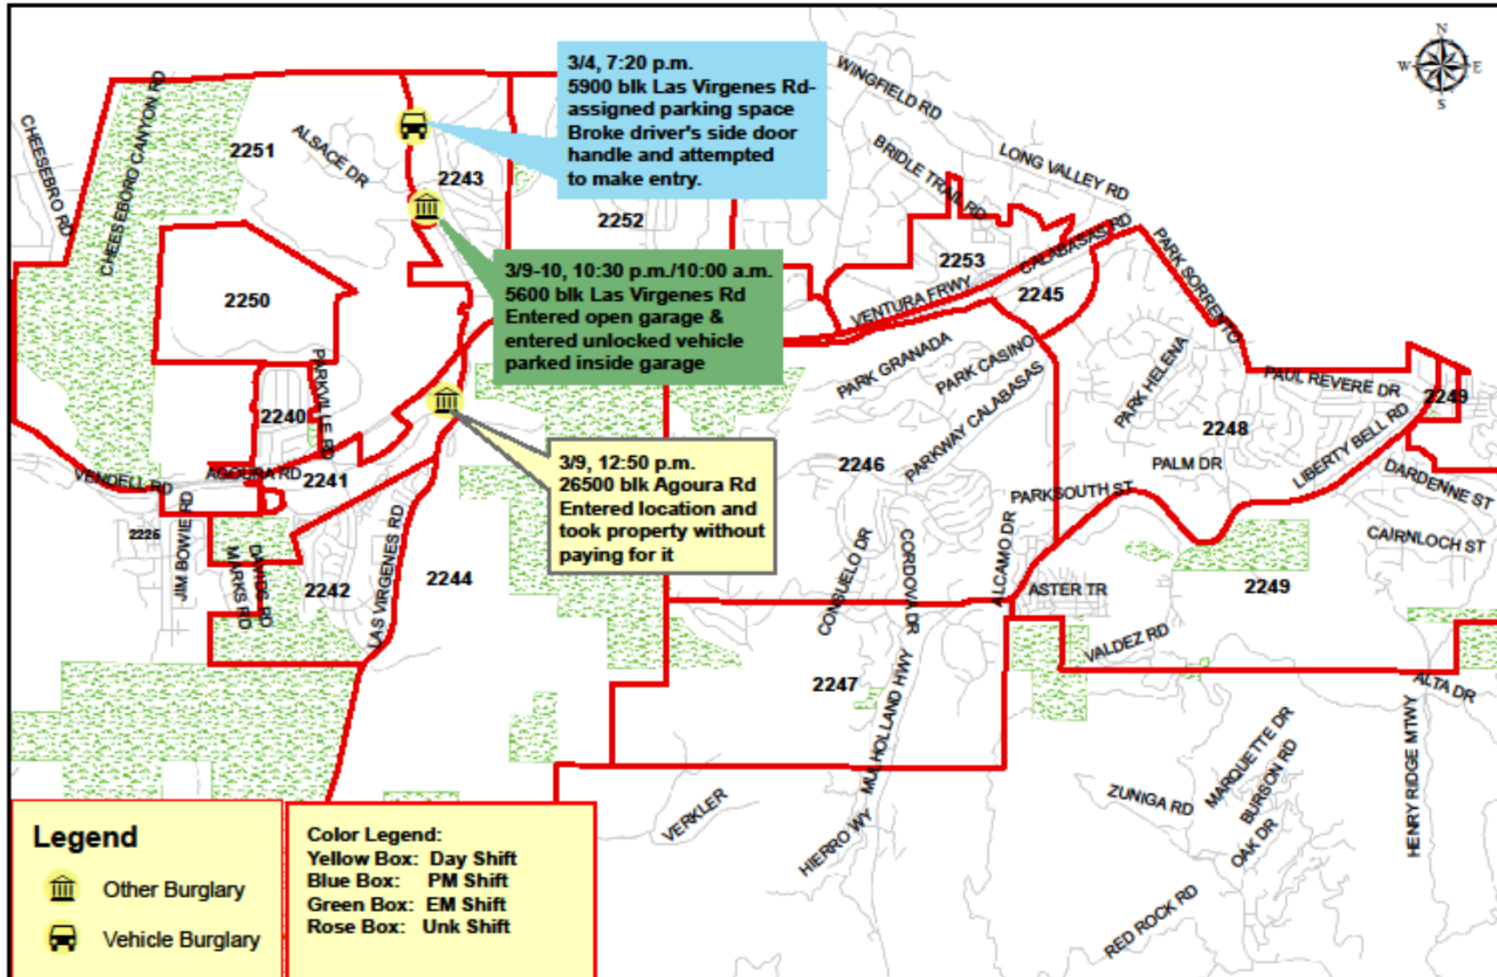 N
W
E
S
3/4, 7:20 p.m.
5900 blk Las Virgenes Rd-
assigned parking space
Broke driver's side door
handle and attempted
to make entry.
WINGFIELD RD
BRIDLE TRAIL RD
LONG VALLEY RD
CHEESEBRO RD
CHEESEBORO CANYON RD
2251
ALSACE DR
2243
2252
2253
CALABASAS RD
PARK SORRENTO
VENTURA FRWY
2245
3/9-10, 10:30 p.m./10:00 a.m.
5600 blk Las Virgenes Rd
Entered open garage &
entered unlocked vehicle
parked inside garage
2250
PARKVILLE RD
2240
PARK GRANADA
PARK CASINO
PARKWAY CALABASAS
PARK HELENA
PAUL REVERE DR
2249
LIBERTY BELL RD
2248
PALM DR
DARDENNE ST
CAIRNLOCH ST
3/9, 12:50 p.m.
26500 blk Agoura Rd
Entered location and
took property without
paying for it
VENDELL RD
AGOURA RD
2241
2246
PARKSOUTH ST
2226
JIM BOWIE RD
MARKS RD
DAVIDS RD
2242
LAS VIRGENES RD
2244
CONSUELO DR
CORDOVA DR
ALCAMO DR
ASTER TR
2249
VALDEZ RD
ALTA DR
2247
MULHOLLAND HWY
HENRY RIDGE MTWY
MARQUETTE DR
BURSON RD
ZUNIGA RD
OAK DR
VERKLER
HIERRO WY
RED ROCK RD
Legend
Other Burglary
Vehicle Burglary
Color Legend:
Yellow Box: Day Shift
Blue Box: PM Shift
Green Box: EM Shift
Rose Box: Unk Shift